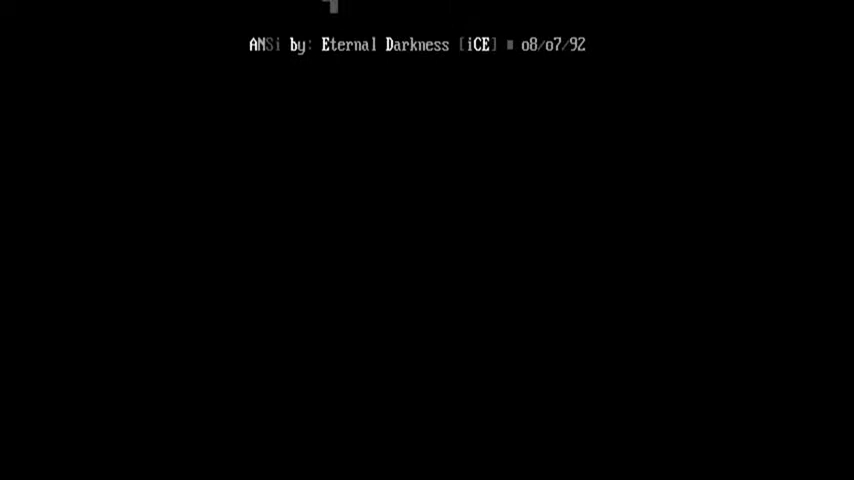 ANSi by: Eternal Darkness [iCE] ■ o8/o7/92